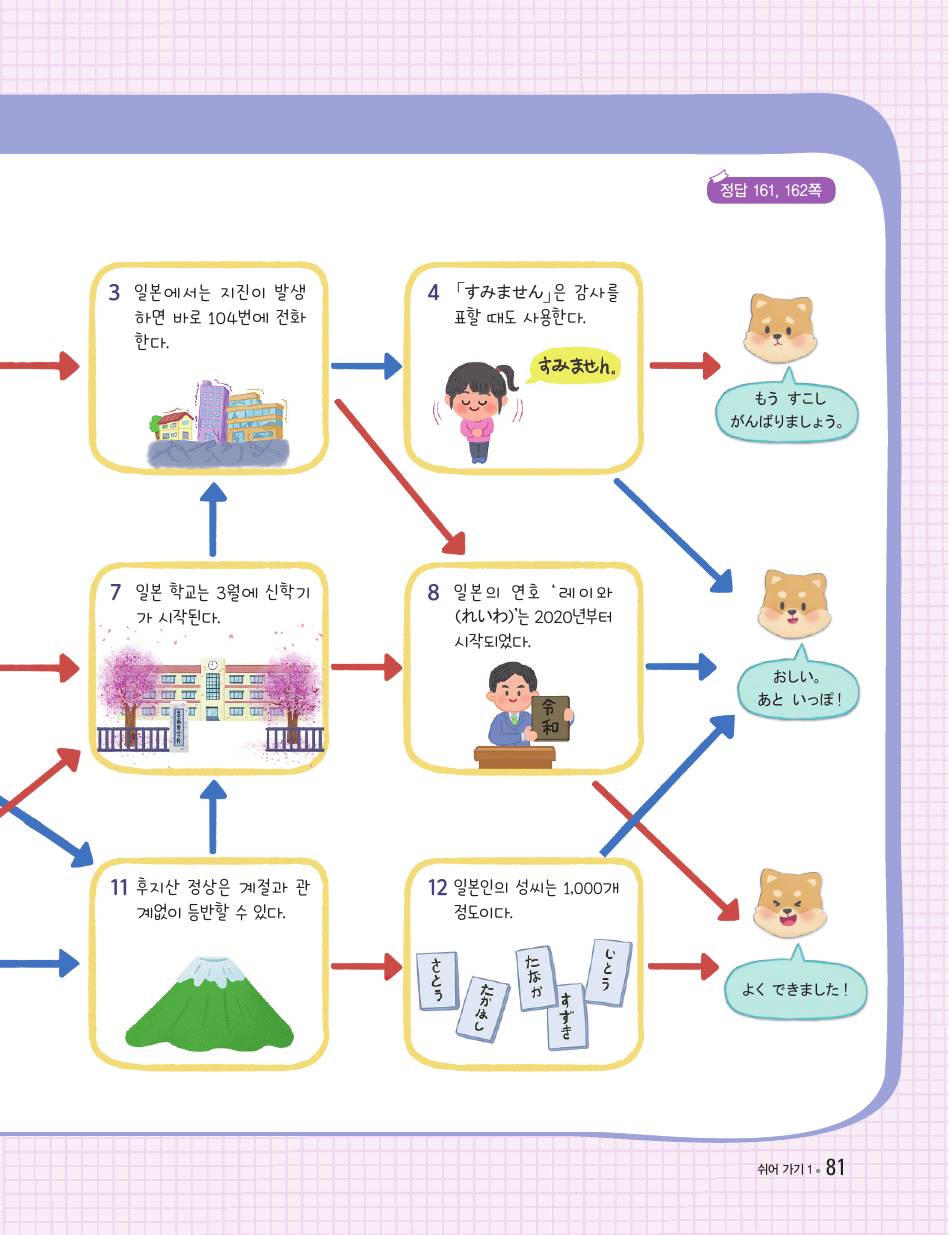 정답 161, 162쪽
3 일본에서는 지진이 발생
하면 바로 104번에 전화
한다.
4 「すみません」은 감사를
표할 때도 사용한다.
すみません。
もう すこし
がんばりましょう。
7 일본 학교는 3월에 신학기
가 시작된다.
8 일본의 연호 ‘레이와
(れいわ)’는 2020년부터
시작되었다.
令
和
おしい。
あと いっぽ!
11 후지산 정상은 계절과 관
계없이 등반할 수 있다.
12 일본인의 성씨는 1,000개
정도이다.
さとう
たかはし
たなか
すずき
いとう
よく できました!
쉬어 가기 1 • 81